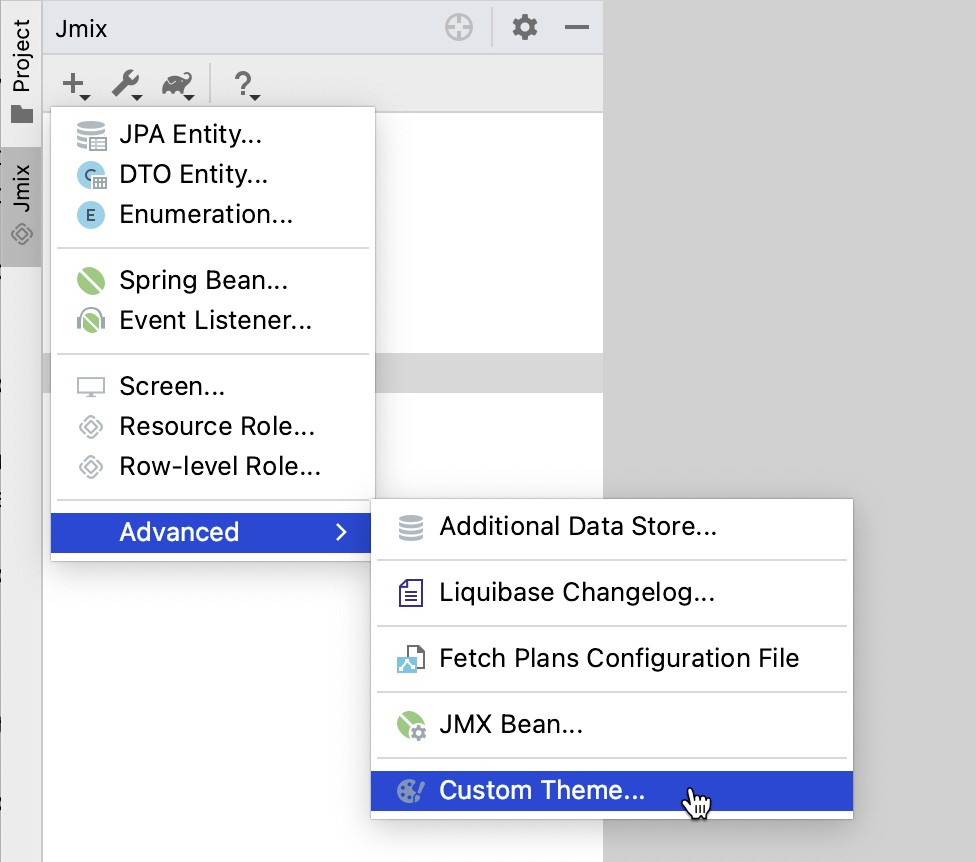 Jmix
Project
Jmix
?
JPA Entity...
DTO Entity...
Enumeration...
Spring Bean...
Event Listener...
Screen...
Resource Role...
Row-level Role...
Advanced
Additional Data Store...
Liquibase Changelog...
Fetch Plans Configuration File
JMX Bean...
Custom Theme...